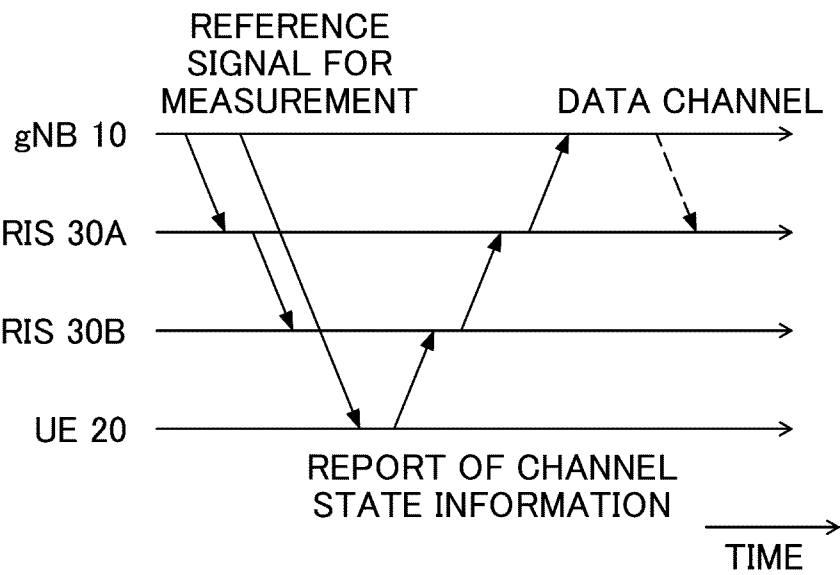 REFERENCE
SIGNAL FOR
MEASUREMENT
DATA CHANNEL
gNB 10
RIS 30A
RIS 30B
UE 20
REPORT OF CHANNEL
STATE INFORMATION
TIME